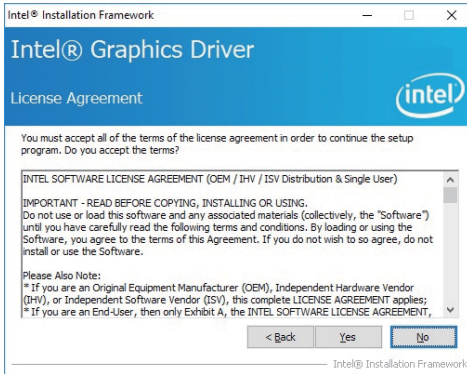 Intel® Installation Framework
Intel® Graphics Driver
License Agreement
intel
You must accept all of the terms of the license agreement in order to continue the setup
program. Do you accept the terms?
INTEL SOFTWARE LICENSE AGREEMENT (OEM / IHV / ISV Distribution & Single User)
IMPORTANT - READ BEFORE COPYING, INSTALLING OR USING.
Do not use or load this software and any associated materials (collectively, the "Software")
until you have carefully read the following terms and conditions. By loading or using the
Software, you agree to the terms of this Agreement. If you do not wish to so agree, do not
install or use the Software.
Please Also Note:
* If you are an Original Equipment Manufacturer (OEM), Independent Hardware Vendor
(IHV), or Independent Software Vendor (ISV), this complete LICENSE AGREEMENT applies;
* If you are an End-User, then only Exhibit A, the INTEL SOFTWARE LICENSE AGREEMENT,
< Back Yes No
Intel® Installation Framework